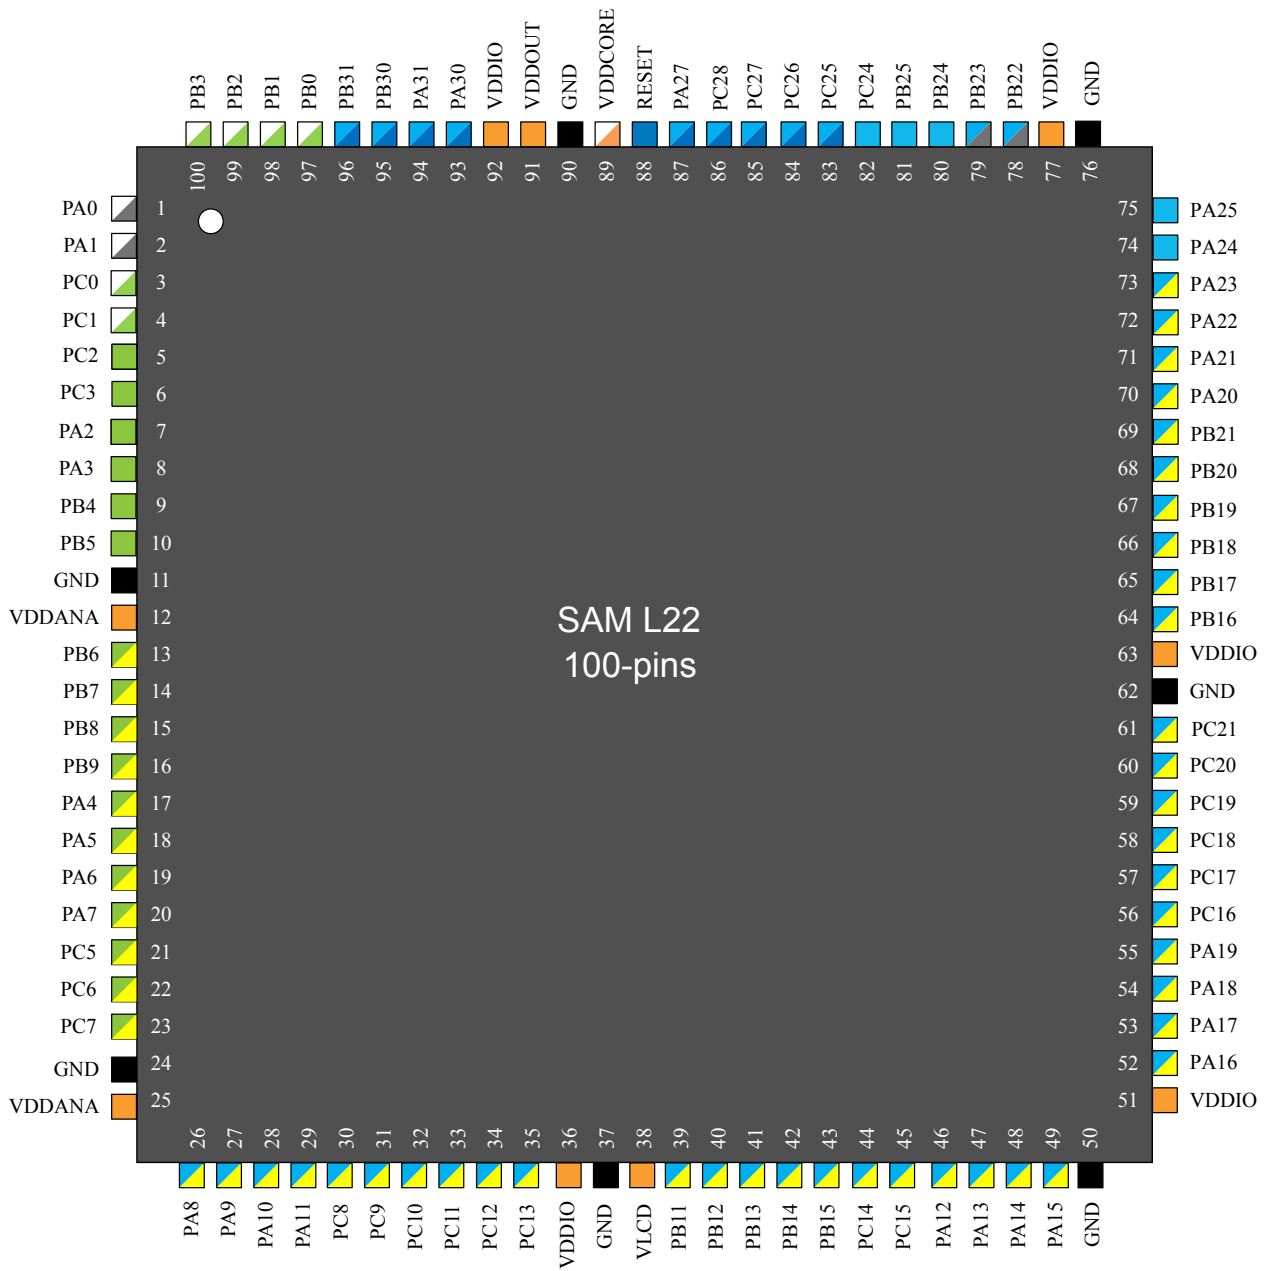 PB3 PB2 PB1 PB0 PB31 PB30 PA31 PA30 VDDIO VDDOUT GND VDDCORE RESET PA27 PC28 PC27 PC26 PC25 PC24 PB25 PB24 PB23 PB22 VDDIO GND
100 99 98 97 96 95 94 93 92 91 90 89 88 87 86 85 84 83 82 81 80 79 78 77 76
PA0 1 75 PA25
PA1 2 74 PA24
PC0 3 73 PA23
PC1 4 72 PA22
PC2 5 71 PA21
PC3 6 70 PA20
PA2 7 69 PB21
PA3 8 68 PB20
PB4 9 67 PB19
PB5 10 66 PB18
GND 11 65 PB17
VDDANA 12 64 PB16
SAM L22
100-pins
PB6 13 63 VDDIO
PB7 14 62 GND
PB8 15 61 PC21
PB9 16 60 PC20
PA4 17 59 PC19
PA5 18 58 PC18
PA6 19 57 PC17
PA7 20 56 PC16
PC5 21 55 PA19
PC6 22 54 PA18
PC7 23 53 PA17
GND 24 52 PA16
VDDANA 25 51 VDDIO
26 27 28 29 30 31 32 33 34 35 36 37 38 39 40 41 42 43 44 45 46 47 48 49 50
PA8 PA9 PA10 PA11 PC8 PC9 PC10 PC11 PC12 PC13 VDDIO GND VLCD PB11 PB12 PB13 PB14 PB15 PC14 PC15 PA12 PA13 PA14 PA15 GND